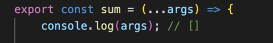 export const sum = (...args) => {
console.log(args); // []